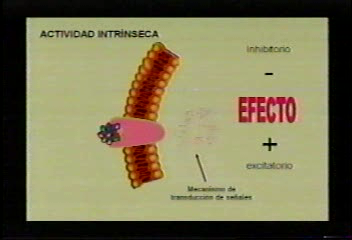 ACTIVIDAD INTRÍNSECA
Inhibitorio
-
EFECTO
+
excitatorio
Mecanismo de
transducción de señales